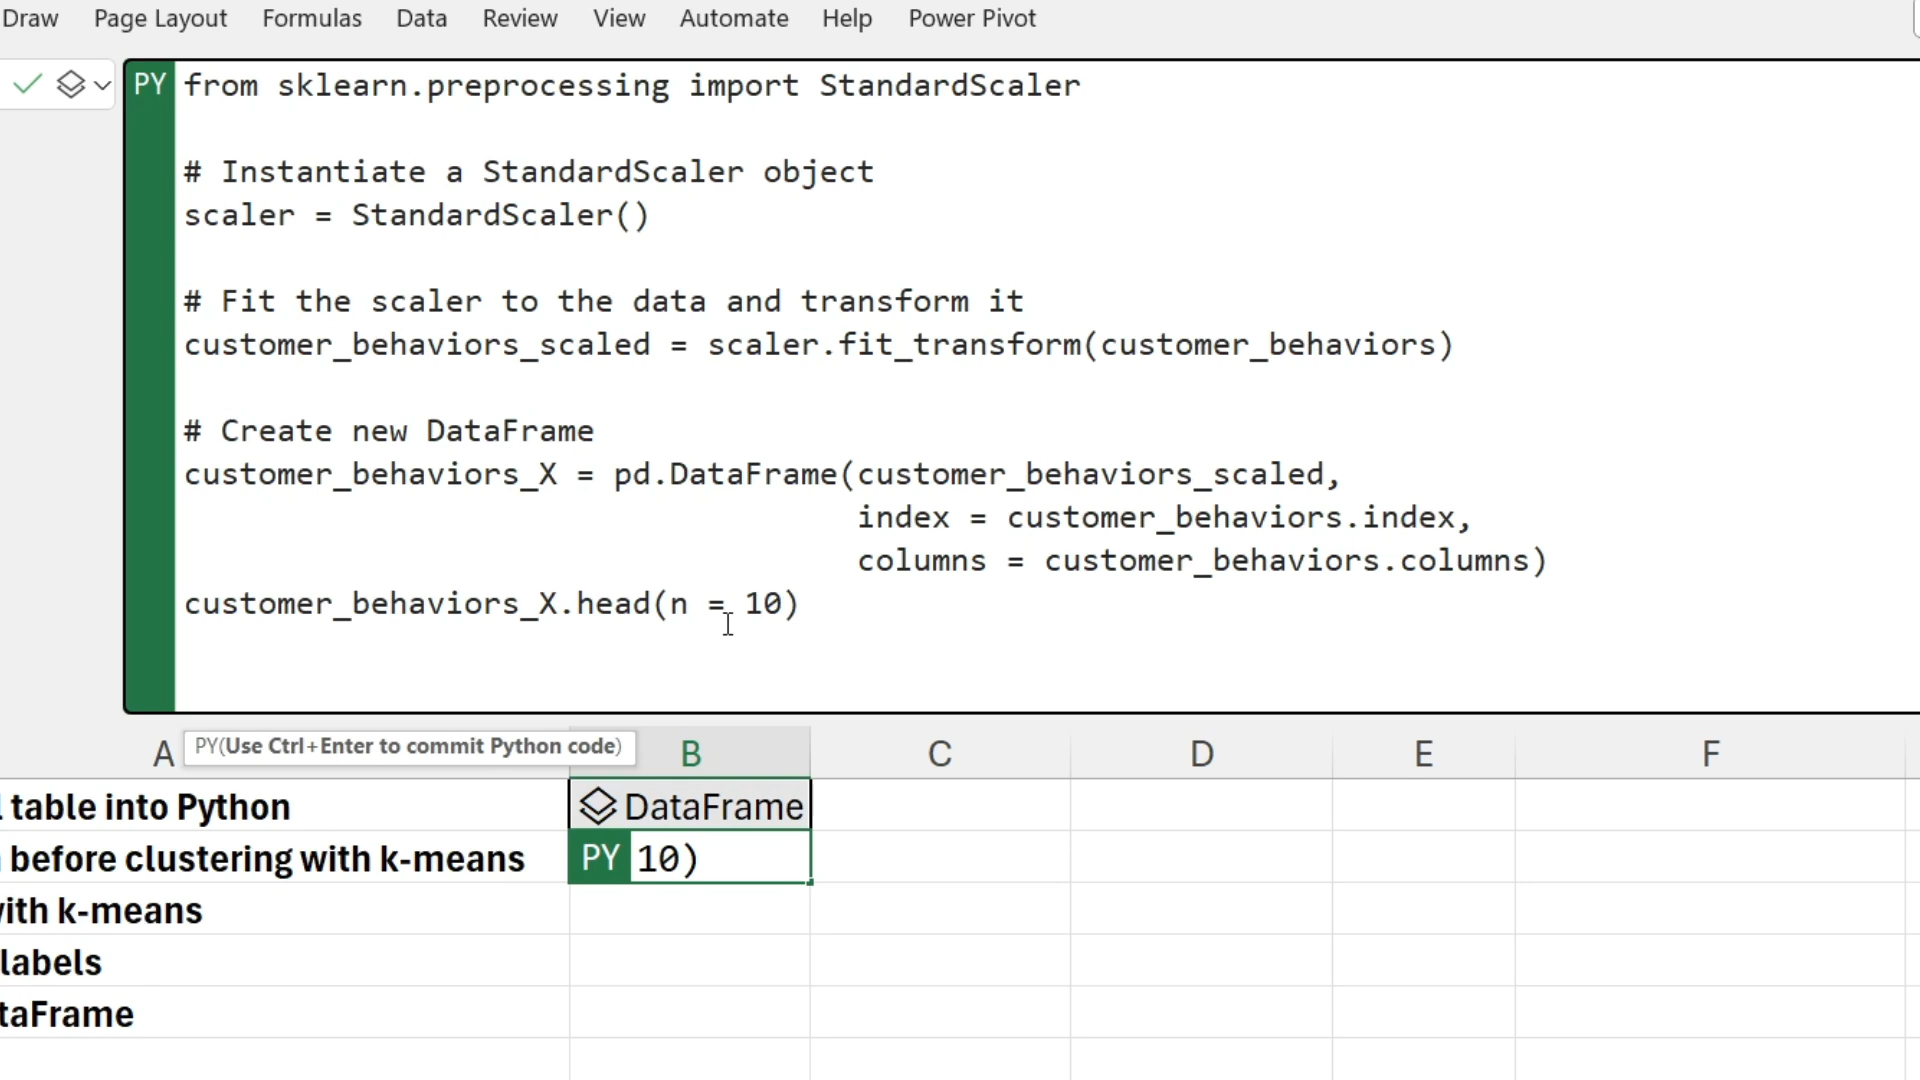 Draw Page Layout Formulas Data Review View Automate Help Power Pivot
PY from sklearn.preprocessing import StandardScaler
# Instantiate a StandardScaler object
scaler = StandardScaler()
# Fit the scaler to the data and transform it
customer_behaviors_scaled = scaler.fit_transform(customer_behaviors)
# Create new DataFrame
customer_behaviors_X = pd.DataFrame(customer_behaviors_scaled,
index = customer_behaviors.index,
columns = customer_behaviors.columns)
customer_behaviors_X.head(n = 10)
PY(Use Ctrl+Enter to commit Python code)
A B C D E F
table into Python DataFrame
before clustering with k-means PY 10)
with k-means
labels
taFrame